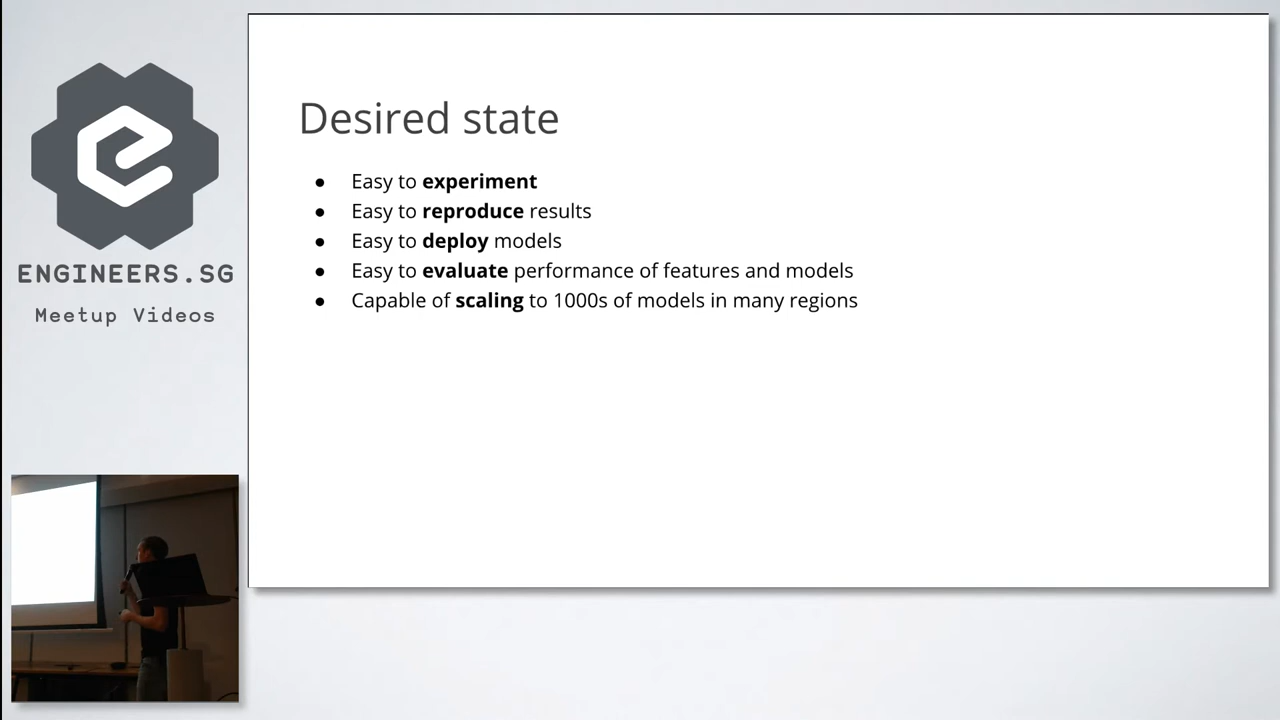 ENGINEERS.SG
Meetup Videos
Desired state
● Easy to experiment
● Easy to reproduce results
● Easy to deploy models
● Easy to evaluate performance of features and models
● Capable of scaling to 1000s of models in many regions